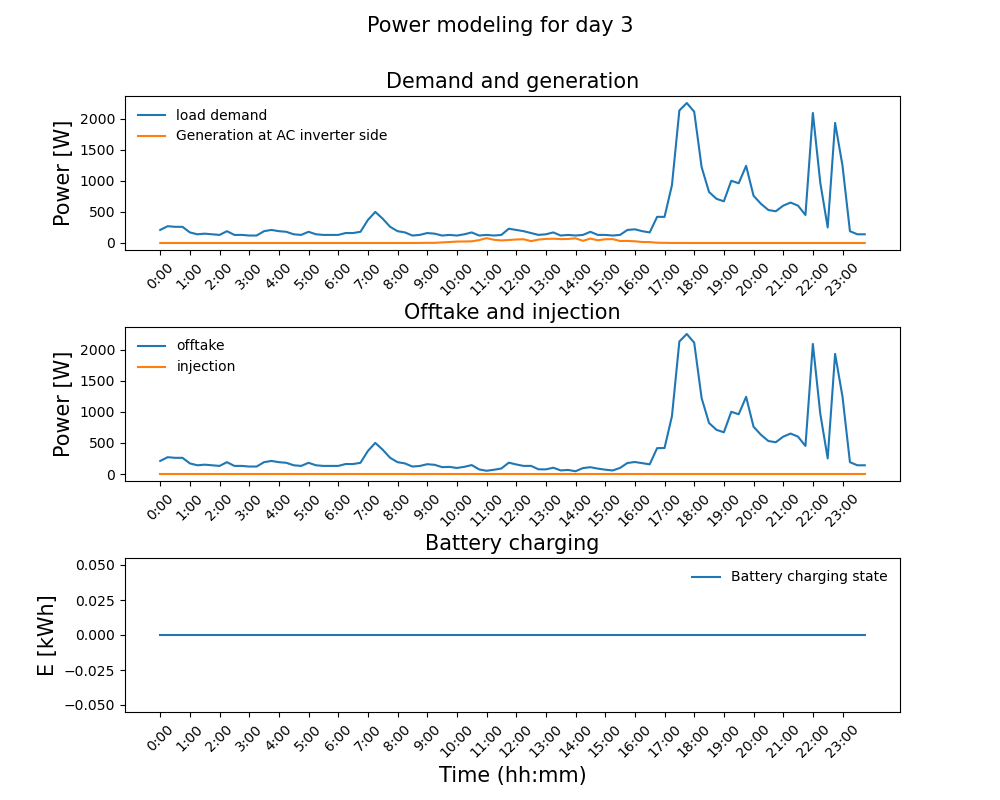 Power modeling for day 3
Demand and generation
Power [W]
2000
1500
1000
500
0
load demand
Generation at AC inverter side
0:00 1:00 2:00 3:00 4:00 5:00 6:00 7:00 8:00 9:00 10:00 11:00 12:00 13:00 14:00 15:00 16:00 17:00 18:00 19:00 20:00 21:00 22:00 23:00
Offtake and injection
Power [W]
2000
1500
1000
500
0
offtake
injection
0:00 1:00 2:00 3:00 4:00 5:00 6:00 7:00 8:00 9:00 10:00 11:00 12:00 13:00 14:00 15:00 16:00 17:00 18:00 19:00 20:00 21:00 22:00 23:00
Battery charging
E [kWh]
0.050
0.025
0.000
−0.025
−0.050
Battery charging state
0:00 1:00 2:00 3:00 4:00 5:00 6:00 7:00 8:00 9:00 10:00 11:00 12:00 13:00 14:00 15:00 16:00 17:00 18:00 19:00 20:00 21:00 22:00 23:00
Time (hh:mm)